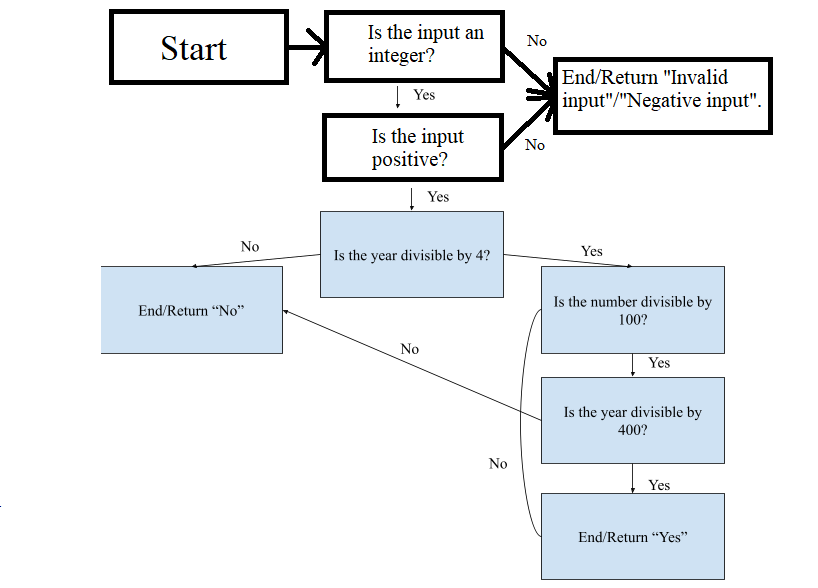 Start
Is the input an
integer?
No
End/Return "Invalid
input"/"Negative input".
Yes
Is the input
positive?
No
Yes
Is the year divisible by 4?
No
Yes
End/Return “No”
Is the number divisible by
100?
No
Yes
Is the year divisible by
400?
No
Yes
End/Return “Yes”